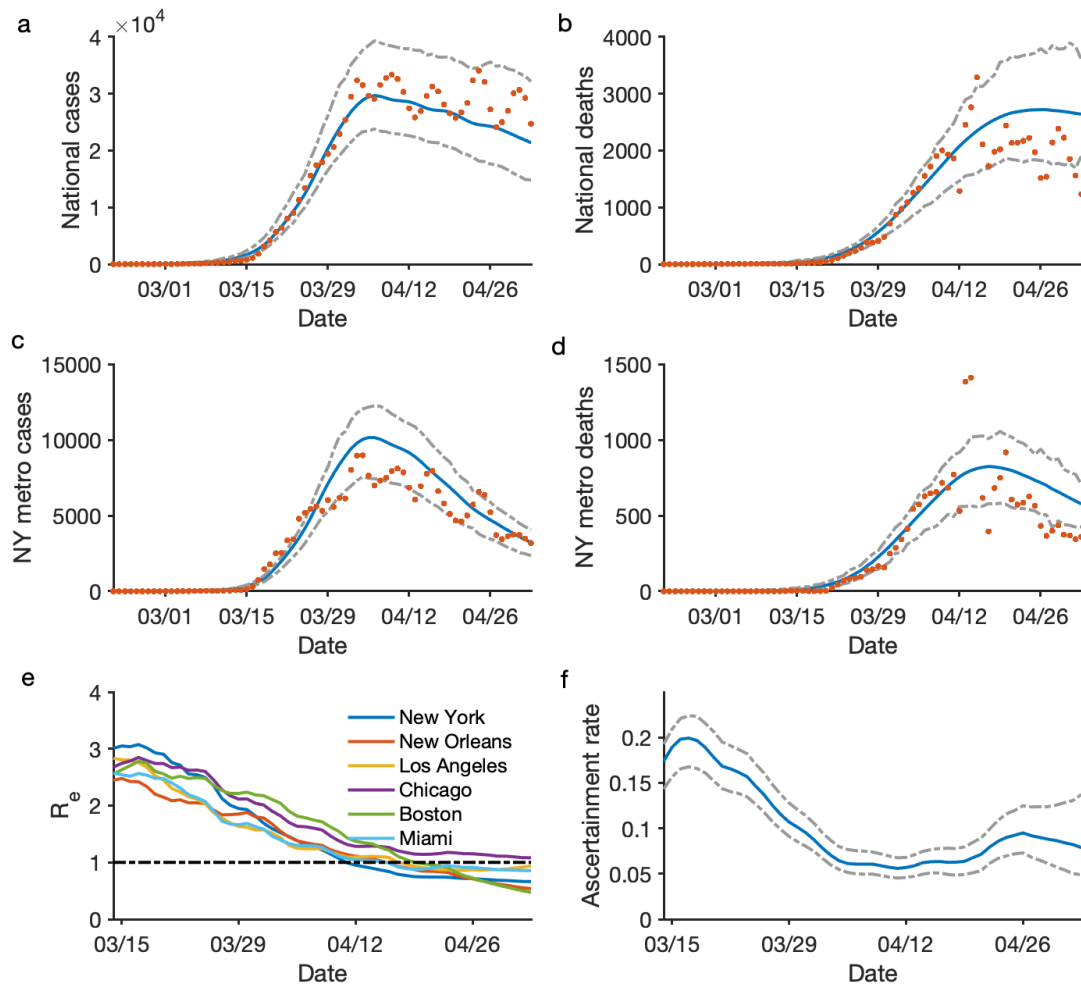 a
×10⁴
National cases
4
3
2
1
0
03/01 03/15 03/29 04/12 04/26
Date
b
National deaths
4000
3000
2000
1000
0
03/01 03/15 03/29 04/12 04/26
Date
c
NY metro cases
15000
10000
5000
0
03/01 03/15 03/29 04/12 04/26
Date
d
NY metro deaths
1500
1000
500
0
03/01 03/15 03/29 04/12 04/26
Date
e
Rₑ
4
3
2
1
0
New York
New Orleans
Los Angeles
Chicago
Boston
Miami
03/15 03/29 04/12 04/26
Date
f
Ascertainment rate
0.2
0.15
0.1
0.05
0
03/15 03/29 04/12 04/26
Date